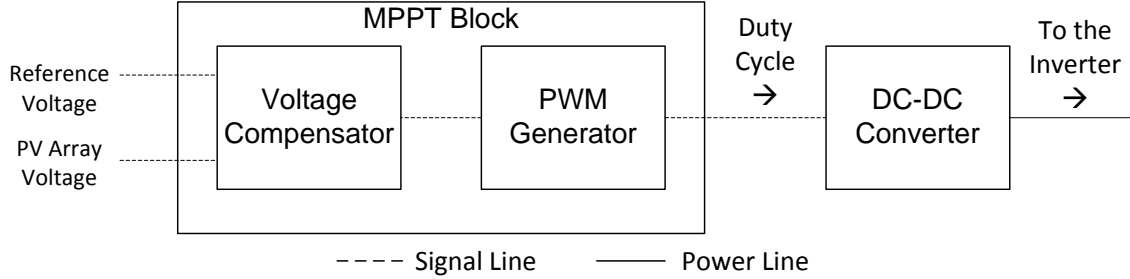 MPPT Block
Reference
Voltage
PV Array
Voltage
Voltage
Compensator
PWM
Generator
Duty
Cycle
→
DC-DC
Converter
To the
Inverter
→
Signal Line
Power Line